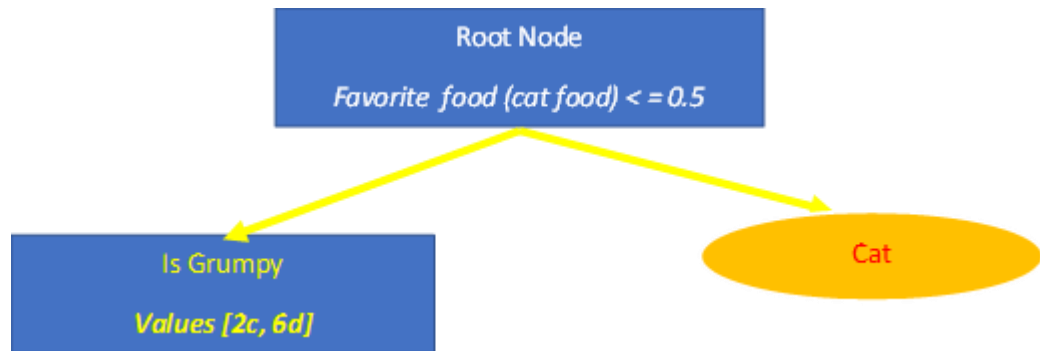 Root Node
Favorite food (cat food) < = 0.5
Is Grumpy
Cat
Values [2c, 6d]